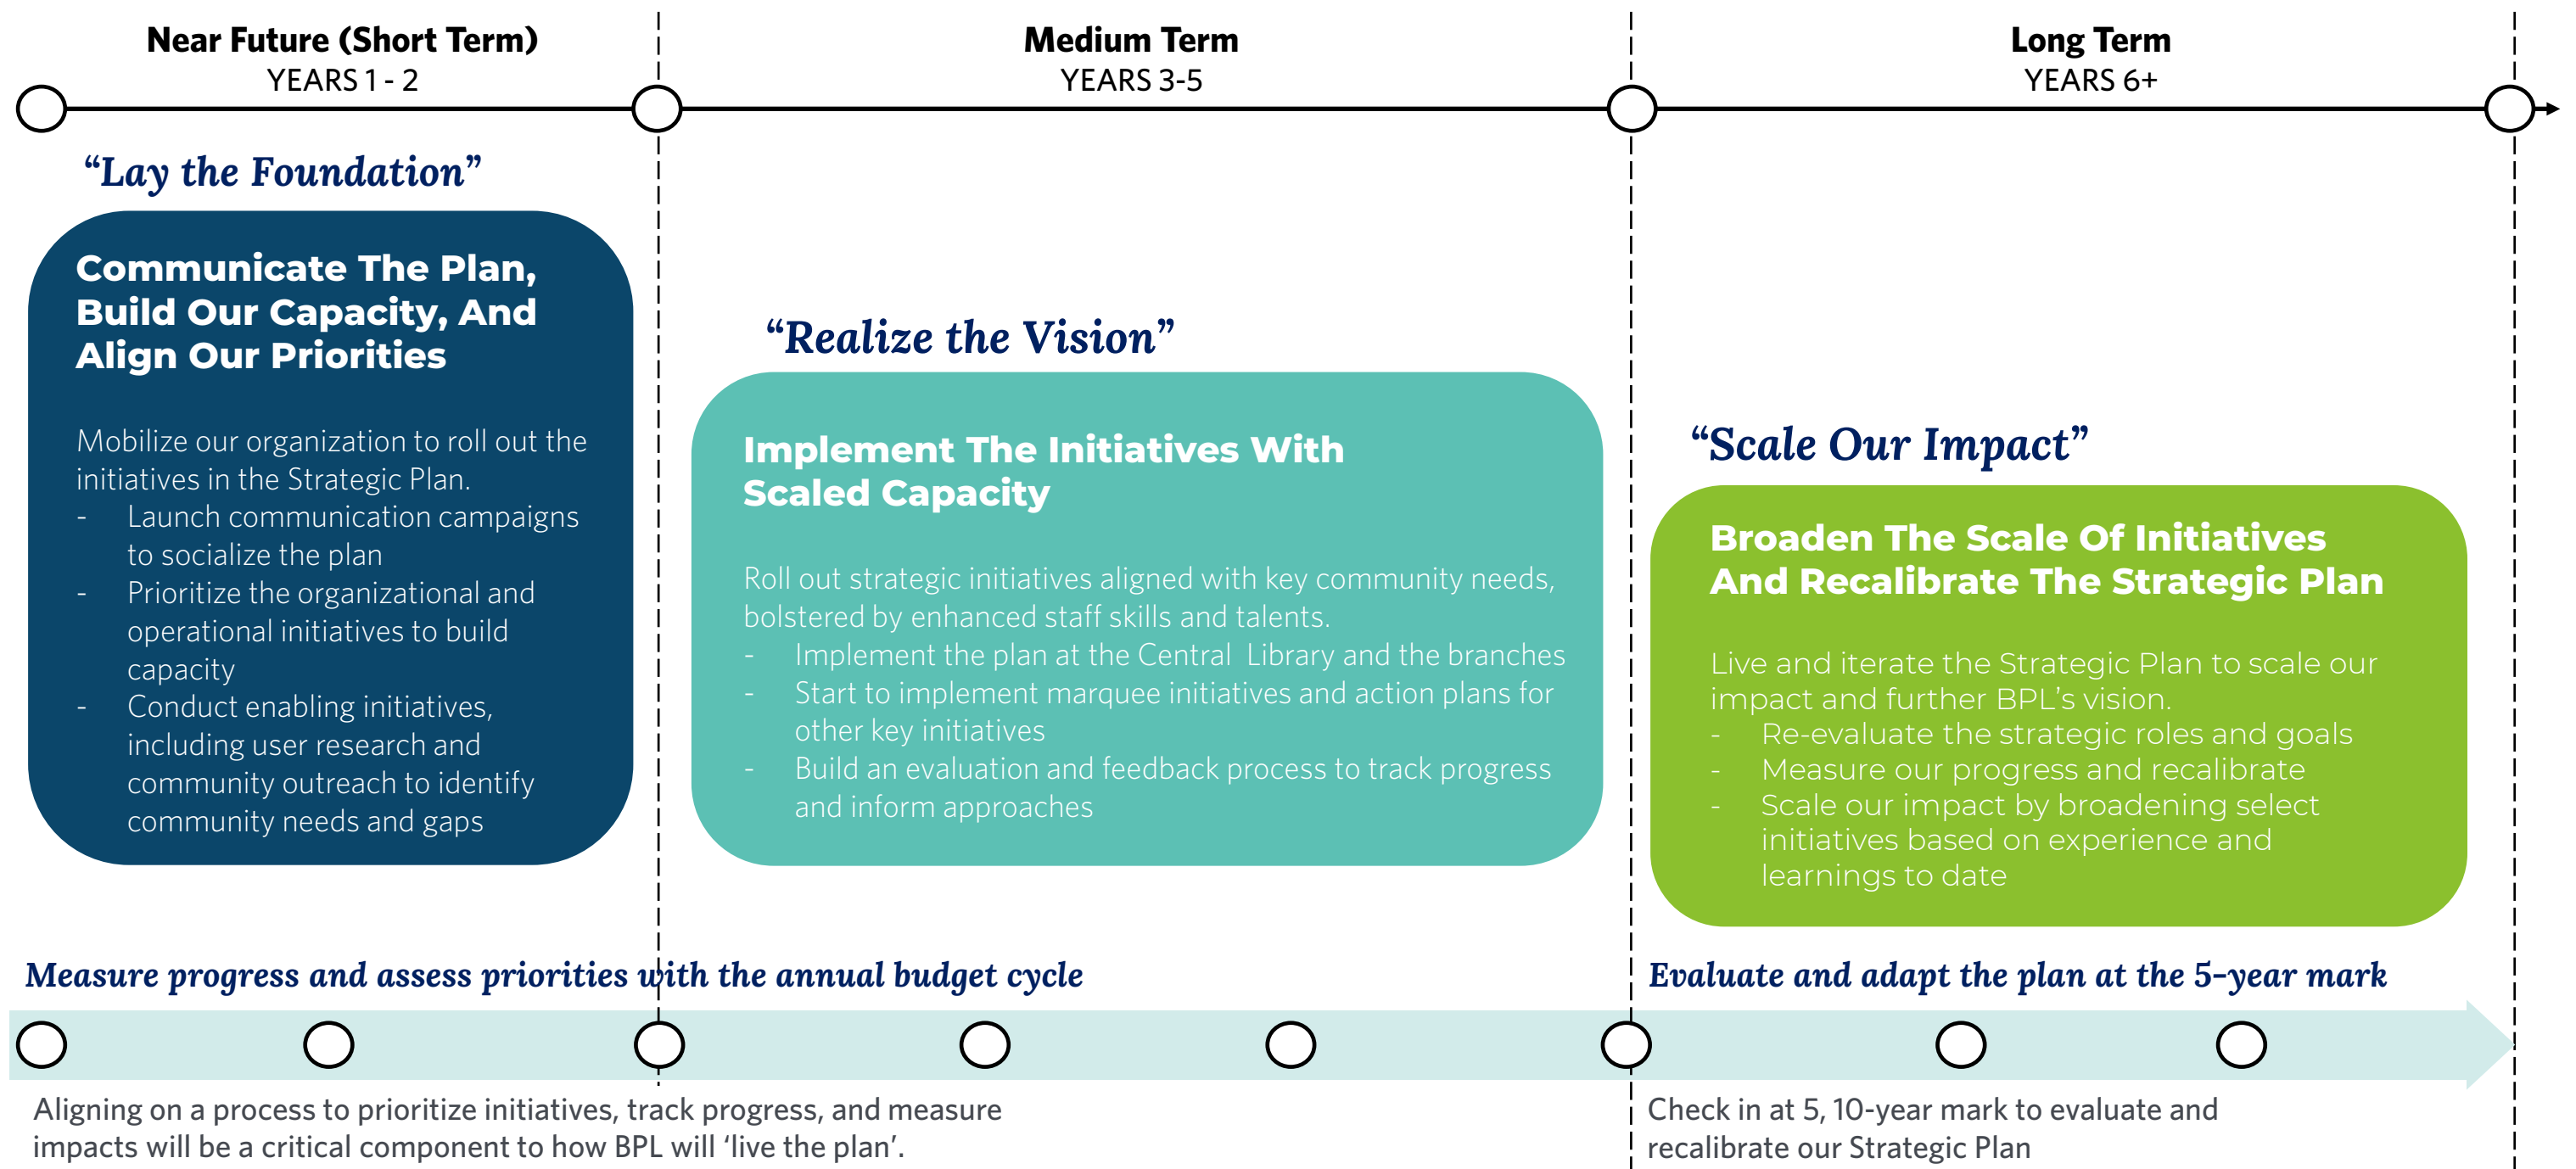 Near Future (Short Term)
YEARS 1 - 2
Medium Term
YEARS 3-5
Long Term
YEARS 6+
“Lay the Foundation”
Communicate The Plan,
Build Our Capacity, And
Align Our Priorities
Mobilize our organization to roll out the
initiatives in the Strategic Plan.
- Launch communication campaigns
to socialize the plan
- Prioritize the organizational and
operational initiatives to build
capacity
- Conduct enabling initiatives,
including user research and
community outreach to identify
community needs and gaps
“Realize the Vision”
Implement The Initiatives With
Scaled Capacity
Roll out strategic initiatives aligned with key community needs,
bolstered by enhanced staff skills and talents.
- Implement the plan at the Central Library and the branches
- Start to implement marquee initiatives and action plans for
other key initiatives
- Build an evaluation and feedback process to track progress
and inform approaches
“Scale Our Impact”
Broaden The Scale Of Initiatives
And Recalibrate The Strategic Plan
Live and iterate the Strategic Plan to scale our
impact and further BPL’s vision.
- Re-evaluate the strategic roles and goals
- Measure our progress and recalibrate
- Scale our impact by broadening select
initiatives based on experience and
learnings to date
Measure progress and assess priorities with the annual budget cycle
Evaluate and adapt the plan at the 5-year mark
Aligning on a process to prioritize initiatives, track progress, and measure
impacts will be a critical component to how BPL will ‘live the plan’.
Check in at 5, 10-year mark to evaluate and
recalibrate our Strategic Plan